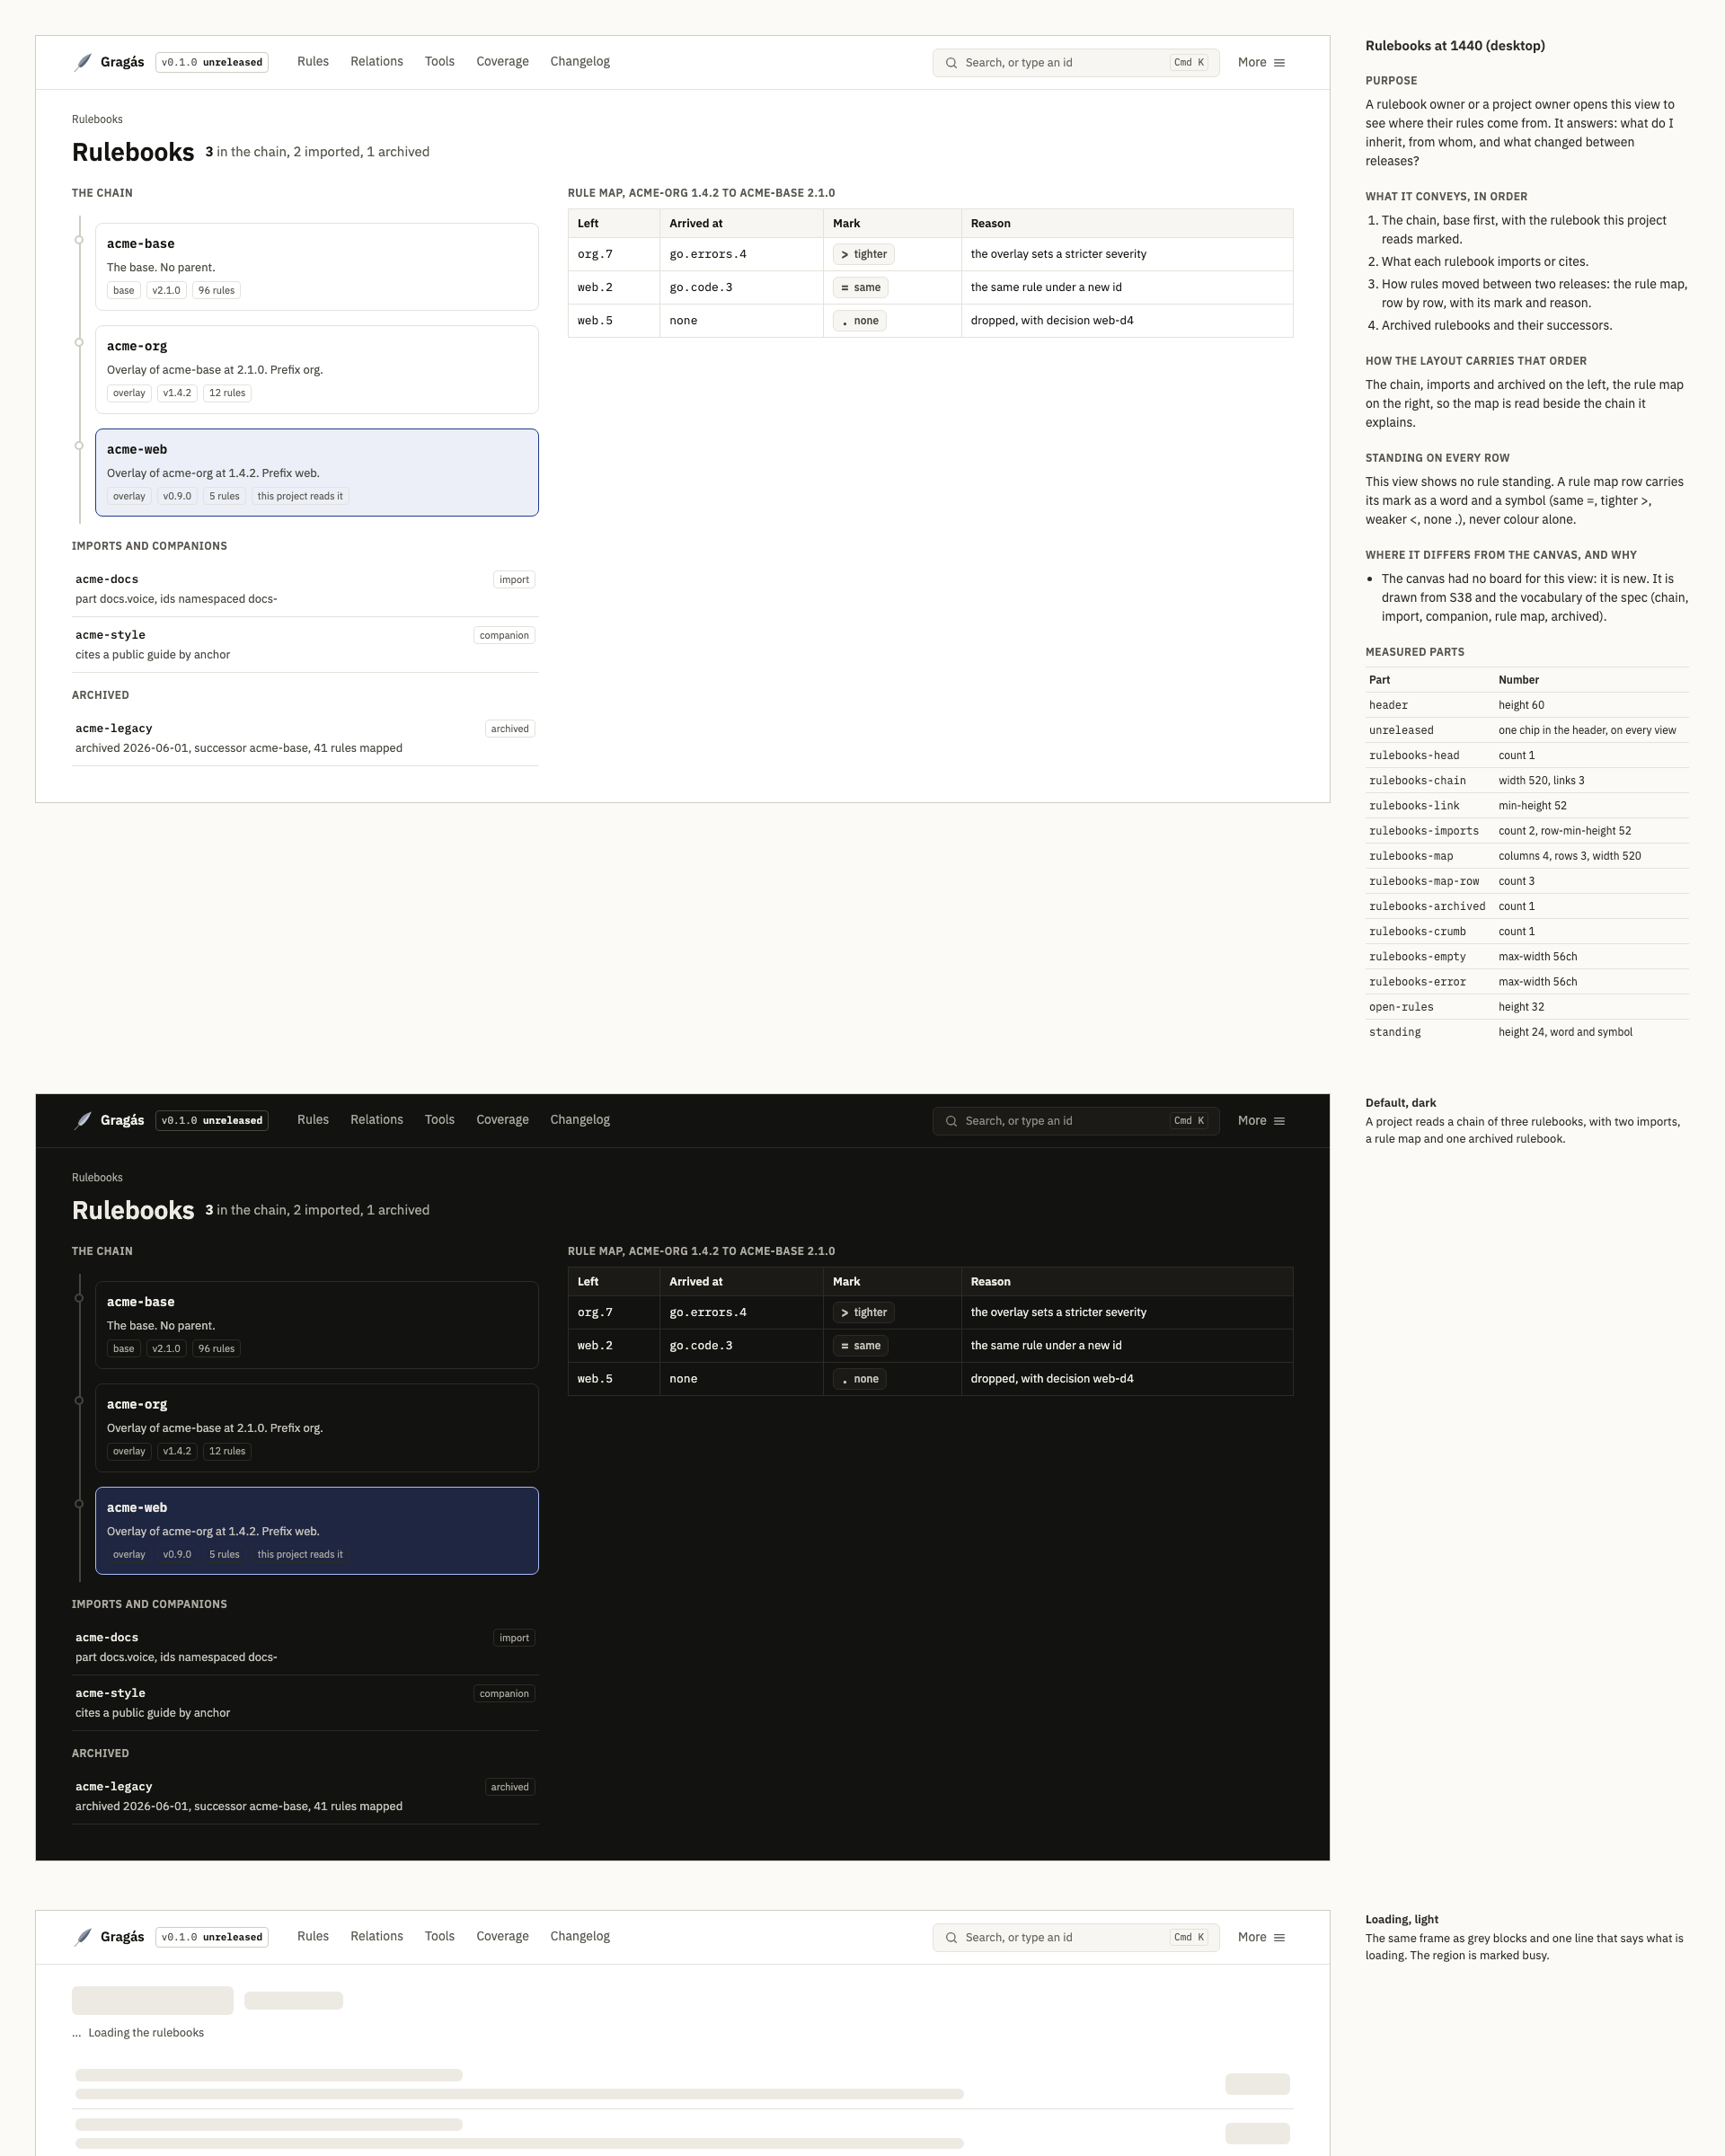 Gragás v0.1.0 unreleased Rules Relations Tools Coverage Changelog Search, or type an id Cmd K More
Rulebooks
Rulebooks 3 in the chain, 2 imported, 1 archived
THE CHAIN
acme-base
The base. No parent.
base v2.1.0 96 rules
acme-org
Overlay of acme-base at 2.1.0. Prefix org.
overlay v1.4.2 12 rules
acme-web
Overlay of acme-org at 1.4.2. Prefix web.
overlay v0.9.0 5 rules this project reads it
IMPORTS AND COMPANIONS
acme-docs import
part docs.voice, ids namespaced docs-
acme-style companion
cites a public guide by anchor
ARCHIVED
acme-legacy archived
archived 2026-06-01, successor acme-base, 41 rules mapped
RULE MAP, ACME-ORG 1.4.2 TO ACME-BASE 2.1.0
Left Arrived at Mark Reason
org.7 go.errors.4 > tighter the overlay sets a stricter severity
web.2 go.code.3 = same the same rule under a new id
web.5 none . none dropped, with decision web-d4
Rulebooks at 1440 (desktop)
PURPOSE
A rulebook owner or a project owner opens this view to
see where their rules come from. It answers: what do I
inherit, from whom, and what changed between
releases?
WHAT IT CONVEYS, IN ORDER
1. The chain, base first, with the rulebook this project
reads marked.
2. What each rulebook imports or cites.
3. How rules moved between two releases: the rule map,
row by row, with its mark and reason.
4. Archived rulebooks and their successors.
HOW THE LAYOUT CARRIES THAT ORDER
The chain, imports and archived on the left, the rule map
on the right, so the map is read beside the chain it
explains.
STANDING ON EVERY ROW
This view shows no rule standing. A rule map row carries
its mark as a word and a symbol (same =, tighter >,
weaker <, none .), never colour alone.
WHERE IT DIFFERS FROM THE CANVAS, AND WHY
• The canvas had no board for this view: it is new. It is
drawn from S38 and the vocabulary of the spec (chain,
import, companion, rule map, archived).
MEASURED PARTS
Part Number
header height 60
unreleased one chip in the header, on every view
rulebooks-head count 1
rulebooks-chain width 520, links 3
rulebooks-link min-height 52
rulebooks-imports count 2, row-min-height 52
rulebooks-map columns 4, rows 3, width 520
rulebooks-map-row count 3
rulebooks-archived count 1
rulebooks-crumb count 1
rulebooks-empty max-width 56ch
rulebooks-error max-width 56ch
open-rules height 32
standing height 24, word and symbol
Gragás v0.1.0 unreleased Rules Relations Tools Coverage Changelog Search, or type an id Cmd K More
Rulebooks
Rulebooks 3 in the chain, 2 imported, 1 archived
THE CHAIN
acme-base
The base. No parent.
base v2.1.0 96 rules
acme-org
Overlay of acme-base at 2.1.0. Prefix org.
overlay v1.4.2 12 rules
acme-web
Overlay of acme-org at 1.4.2. Prefix web.
overlay v0.9.0 5 rules this project reads it
IMPORTS AND COMPANIONS
acme-docs import
part docs.voice, ids namespaced docs-
acme-style companion
cites a public guide by anchor
ARCHIVED
acme-legacy archived
archived 2026-06-01, successor acme-base, 41 rules mapped
RULE MAP, ACME-ORG 1.4.2 TO ACME-BASE 2.1.0
Left Arrived at Mark Reason
org.7 go.errors.4 > tighter the overlay sets a stricter severity
web.2 go.code.3 = same the same rule under a new id
web.5 none . none dropped, with decision web-d4
Default, dark
A project reads a chain of three rulebooks, with two imports,
a rule map and one archived rulebook.
Gragás v0.1.0 unreleased Rules Relations Tools Coverage Changelog Search, or type an id Cmd K More
... Loading the rulebooks
Loading, light
The same frame as grey blocks and one line that says what is
loading. The region is marked busy.